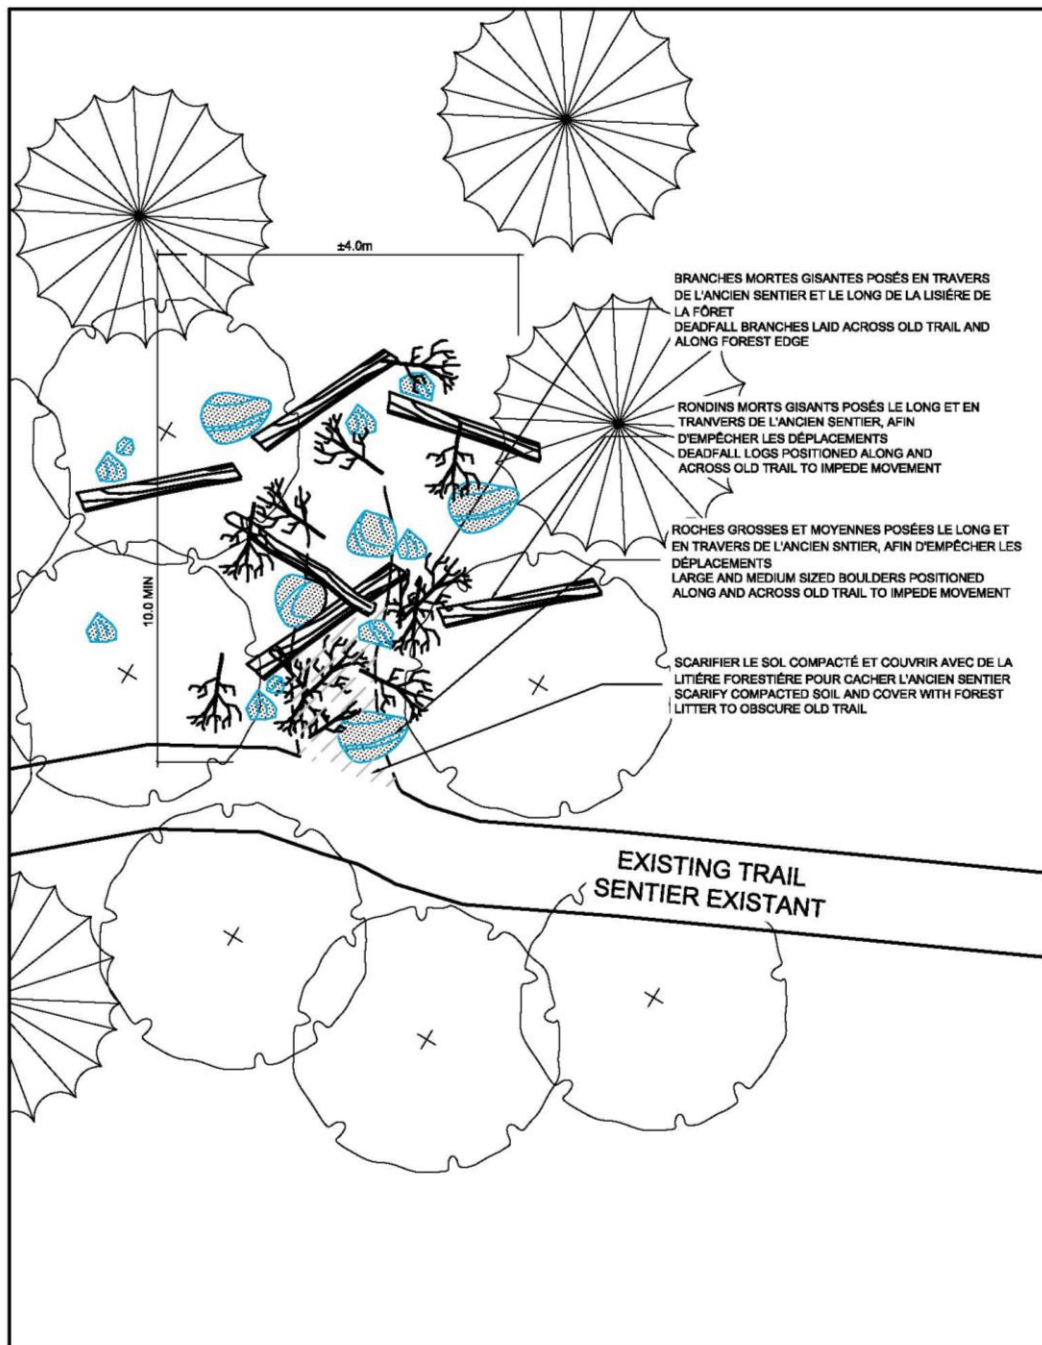 ±4.0m
BRANCHES MORTES GISANTES POSÉS EN TRAVERS
DE L'ANCIEN SENTIER ET LE LONG DE LA LISIÉRE DE
LA FÔRET
DEADFALL BRANCHES LAID ACROSS OLD TRAIL AND
ALONG FOREST EDGE
RONDINS MORTS GISANTS POSÉS LE LONG ET EN
TRANVERS DE L'ANCIEN SENTIER, AFIN
D'EMPÊCHER LES DÉPLACEMENTS
DEADFALL LOGS POSITIONED ALONG AND
ACROSS OLD TRAIL TO IMPEDE MOVEMENT
10.0 MIN
ROCHES GROSSES ET MOYENNES POSÉES LE LONG ET
EN TRAVERS DE L'ANCIEN SNTIER, AFIN D'EMPÊCHER LES
DÉPLACEMENTS
LARGE AND MEDIUM SIZED BOULDERS POSITIONED
ALONG AND ACROSS OLD TRAIL TO IMPEDE MOVEMENT
SCARIFIER LE SOL COMPACTÉ ET COUVRIR AVEC DE LA
LITIÉRE FORESTIÉRE POUR CACHER L'ANCIEN SENTIER
SCARIFY COMPACTED SOIL AND COVER WITH FOREST
LITTER TO OBSCURE OLD TRAIL
EXISTING TRAIL
SENTIER EXISTANT